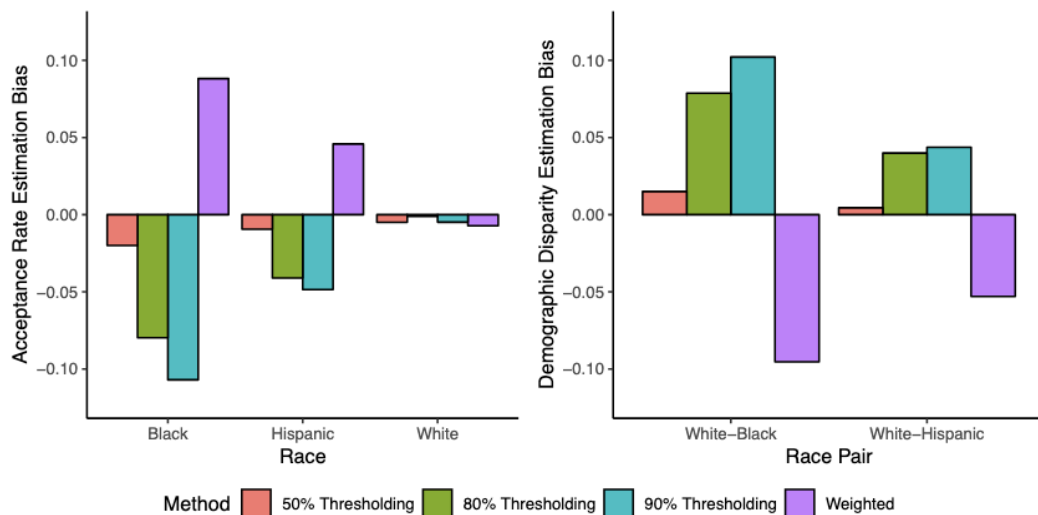 Acceptance Rate Estimation Bias
0.10
0.05
0.00
−0.05
−0.10
Black Hispanic White
Race
Demographic Disparity Estimation Bias
0.10
0.05
0.00
−0.05
−0.10
White−Black White−Hispanic
Race Pair
Method 50% Thresholding 80% Thresholding 90% Thresholding Weighted